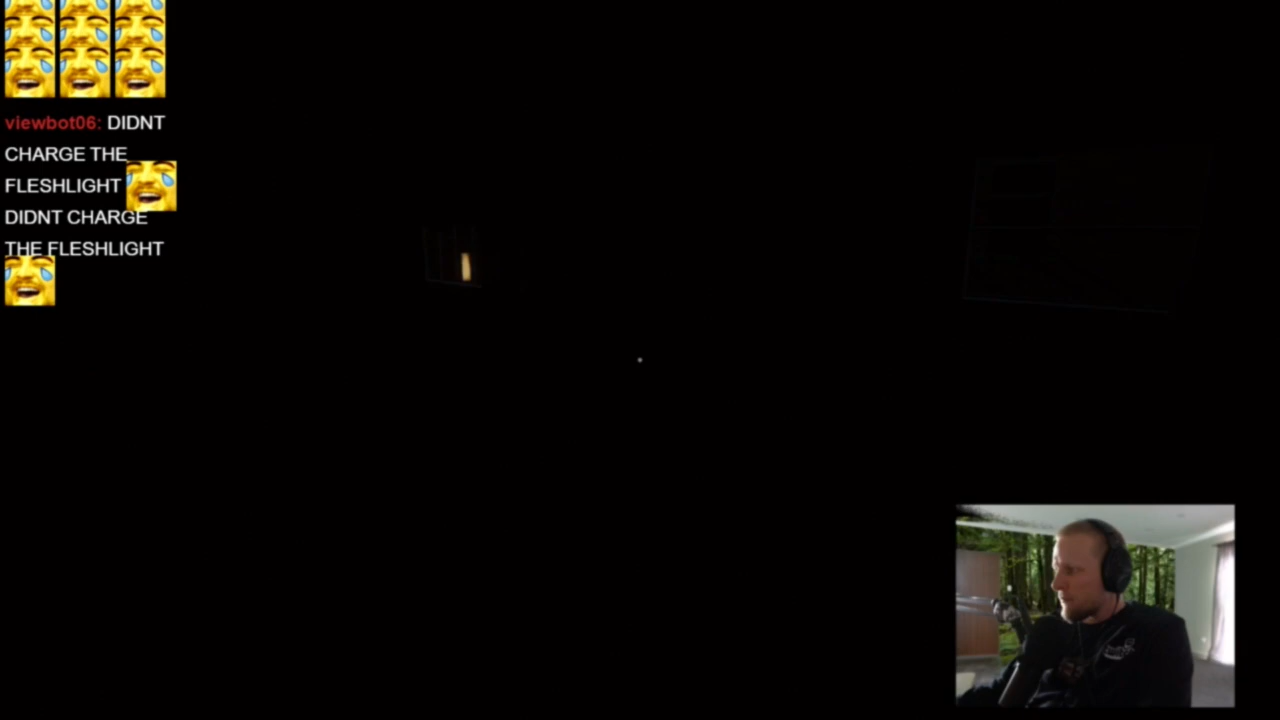 viewbot06: DIDNT
CHARGE THE
FLESHLIGHT
DIDNT CHARGE
THE FLESHLIGHT